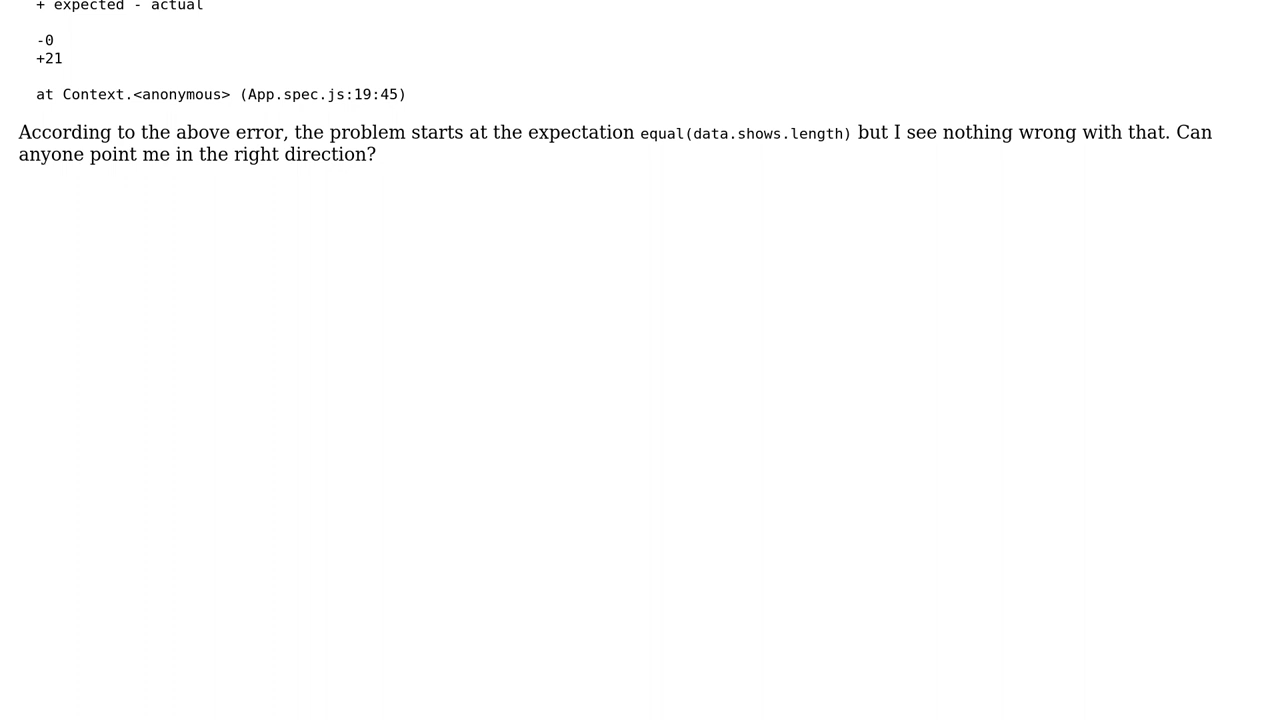 + expected - actual
-0
+21
at Context.<anonymous> (App.spec.js:19:45)
According to the above error, the problem starts at the expectation equal(data.shows.length) but I see nothing wrong with that. Can
anyone point me in the right direction?